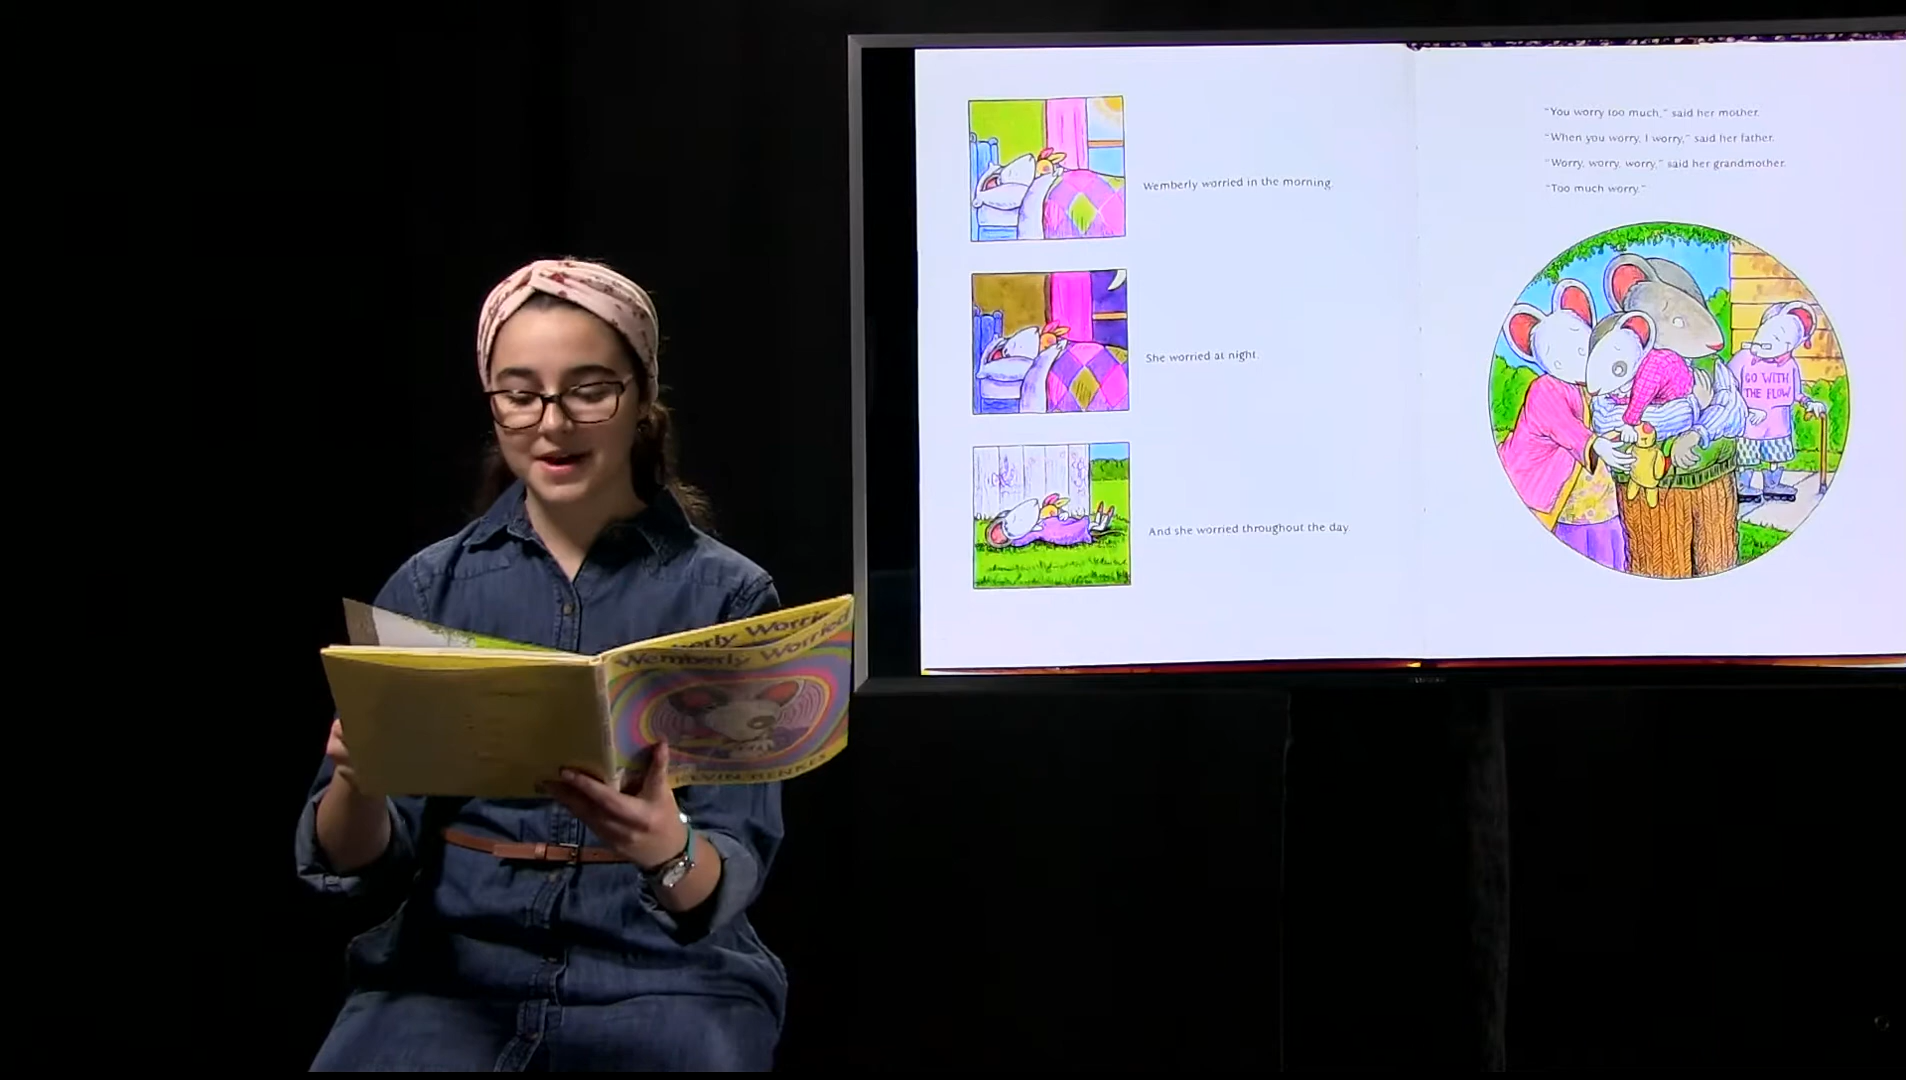 Wemberly worried in the morning.
She worried at night.
And she worried throughout the day.
"You worry too much," said her mother.
"When you worry, I worry," said her father.
"Worry, worry, worry," said her grandmother.
"Too much worry."
GO WITH
THE FLOW
Wemberly Worried
KEVIN HENKES